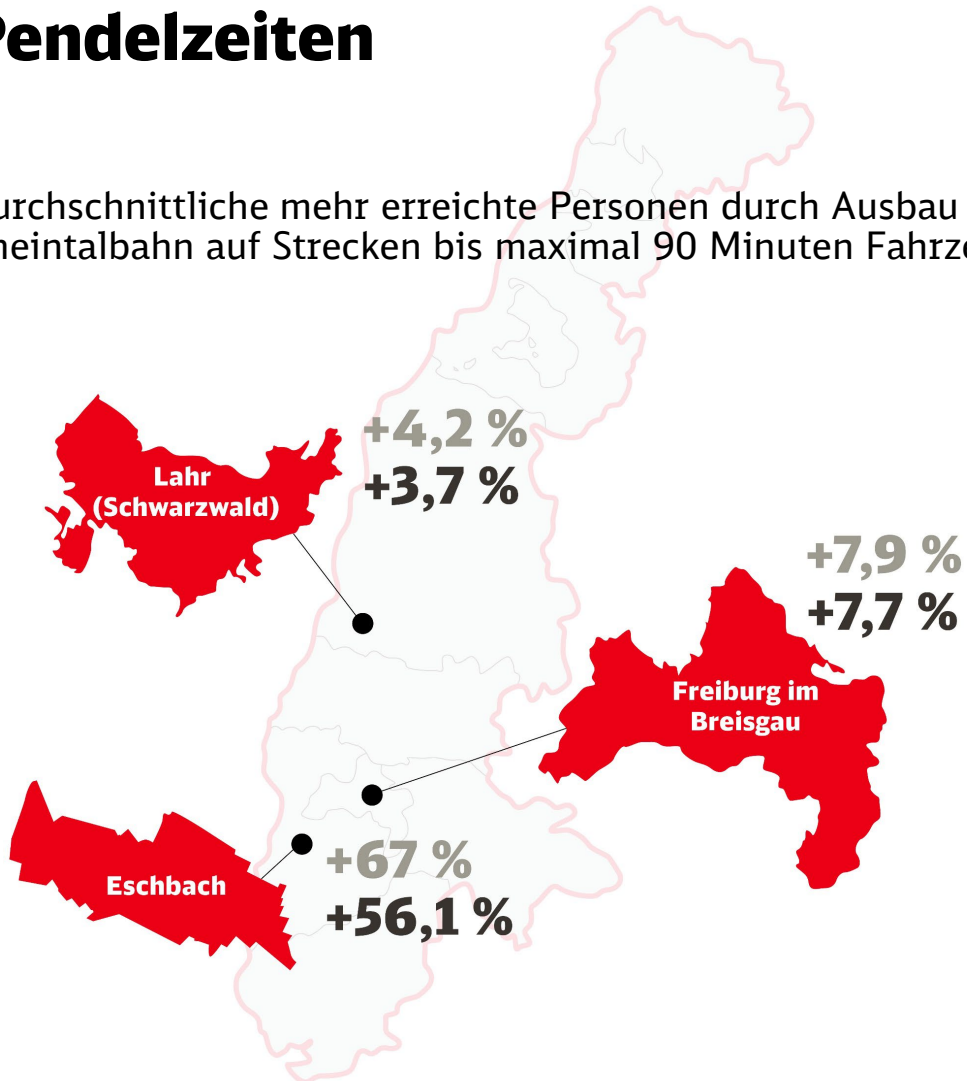 Pendelzeiten
urchschnittliche mehr erreichte Personen durch Ausbau
heintalbahn auf Strecken bis maximal 90 Minuten Fahrze
+4,2 %
+3,7 %
Lahr
(Schwarzwald)
+7,9 %
+7,7 %
Freiburg im
Breisgau
+67 %
+56,1 %
Eschbach